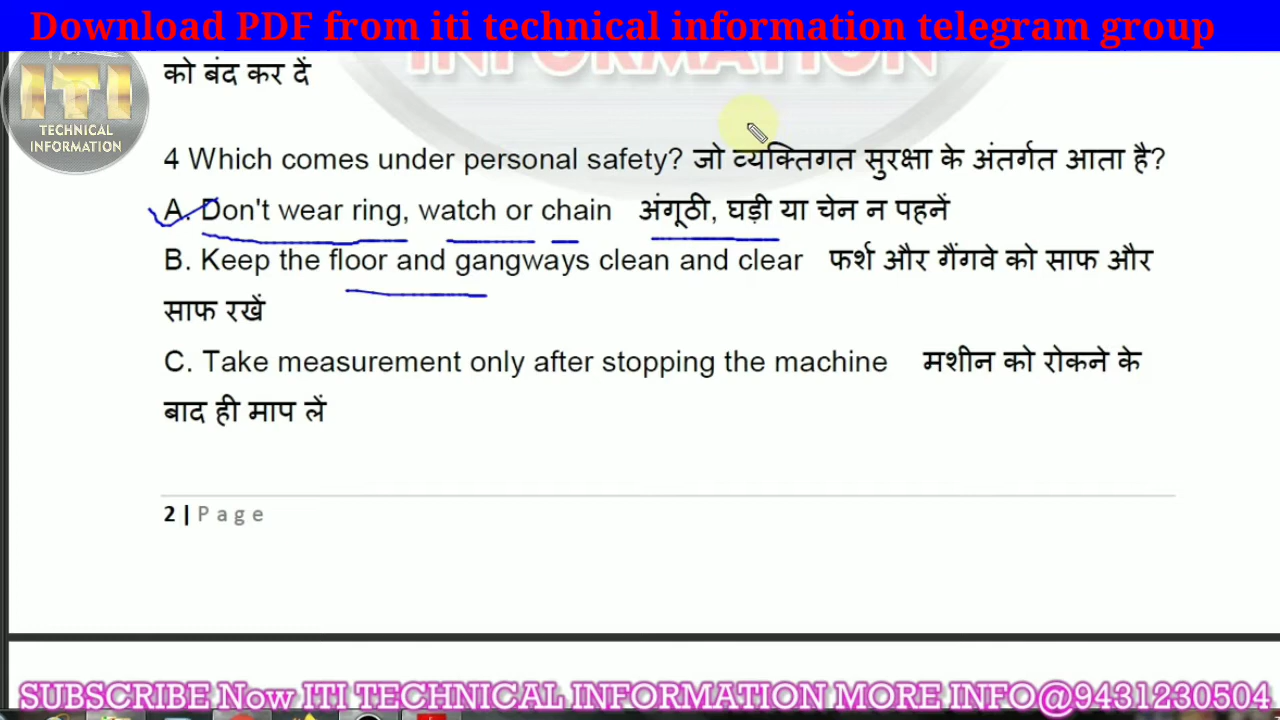 Download PDF from iti technical information telegram group
INFORMATION
को बंद कर दें
ITI
TECHNICAL
INFORMATION
4 Which comes under personal safety? जो व्यक्तिगत सुरक्षा के अंतर्गत आता है?
A. Don't wear ring, watch or chain अंगूठी, घड़ी या चेन न पहनें
B. Keep the floor and gangways clean and clear फर्श और गैंगवे को साफ और
साफ रखें
C. Take measurement only after stopping the machine मशीन को रोकने के
बाद ही माप लें
2 | Page
SUBSCRIBE Now ITI TECHNICAL INFORMATION MORE INFO@9431230504